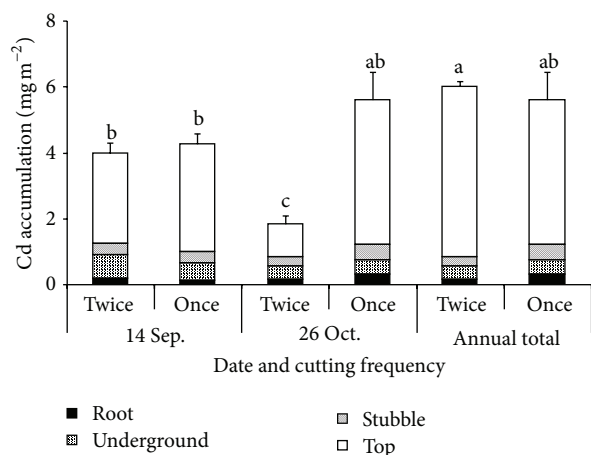 8
6
4
2
0
Cd accumulation (mg m⁻²)
b
b
c
ab
a
ab
Twice Once Twice Once Twice Once
14 Sep. 26 Oct. Annual total
Date and cutting frequency
Root
Underground
Stubble
Top